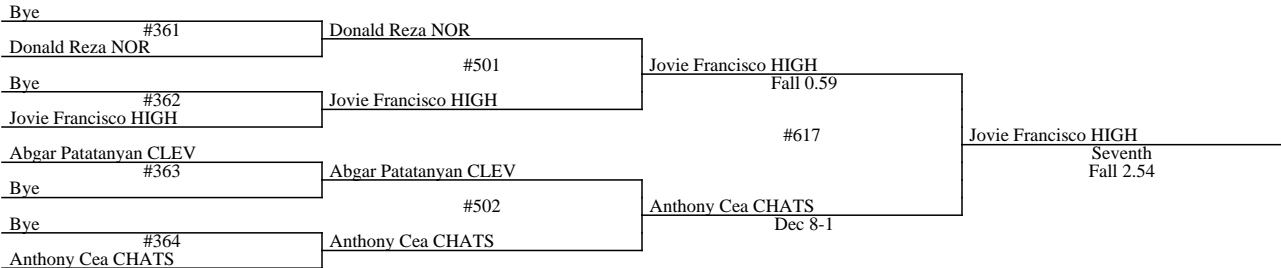 Bye
#361
Donald Reza NOR
Donald Reza NOR
#501
Jovie Francisco HIGH
Fall 0.59
Bye
#362
Jovie Francisco HIGH
Jovie Francisco HIGH
#617
Jovie Francisco HIGH
Seventh
Fall 2.54
Abgar Patatanyan CLEV
#363
Abgar Patatanyan CLEV
Bye
#502
Anthony Cea CHATS
Dec 8-1
Bye
#364
Anthony Cea CHATS
Anthony Cea CHATS